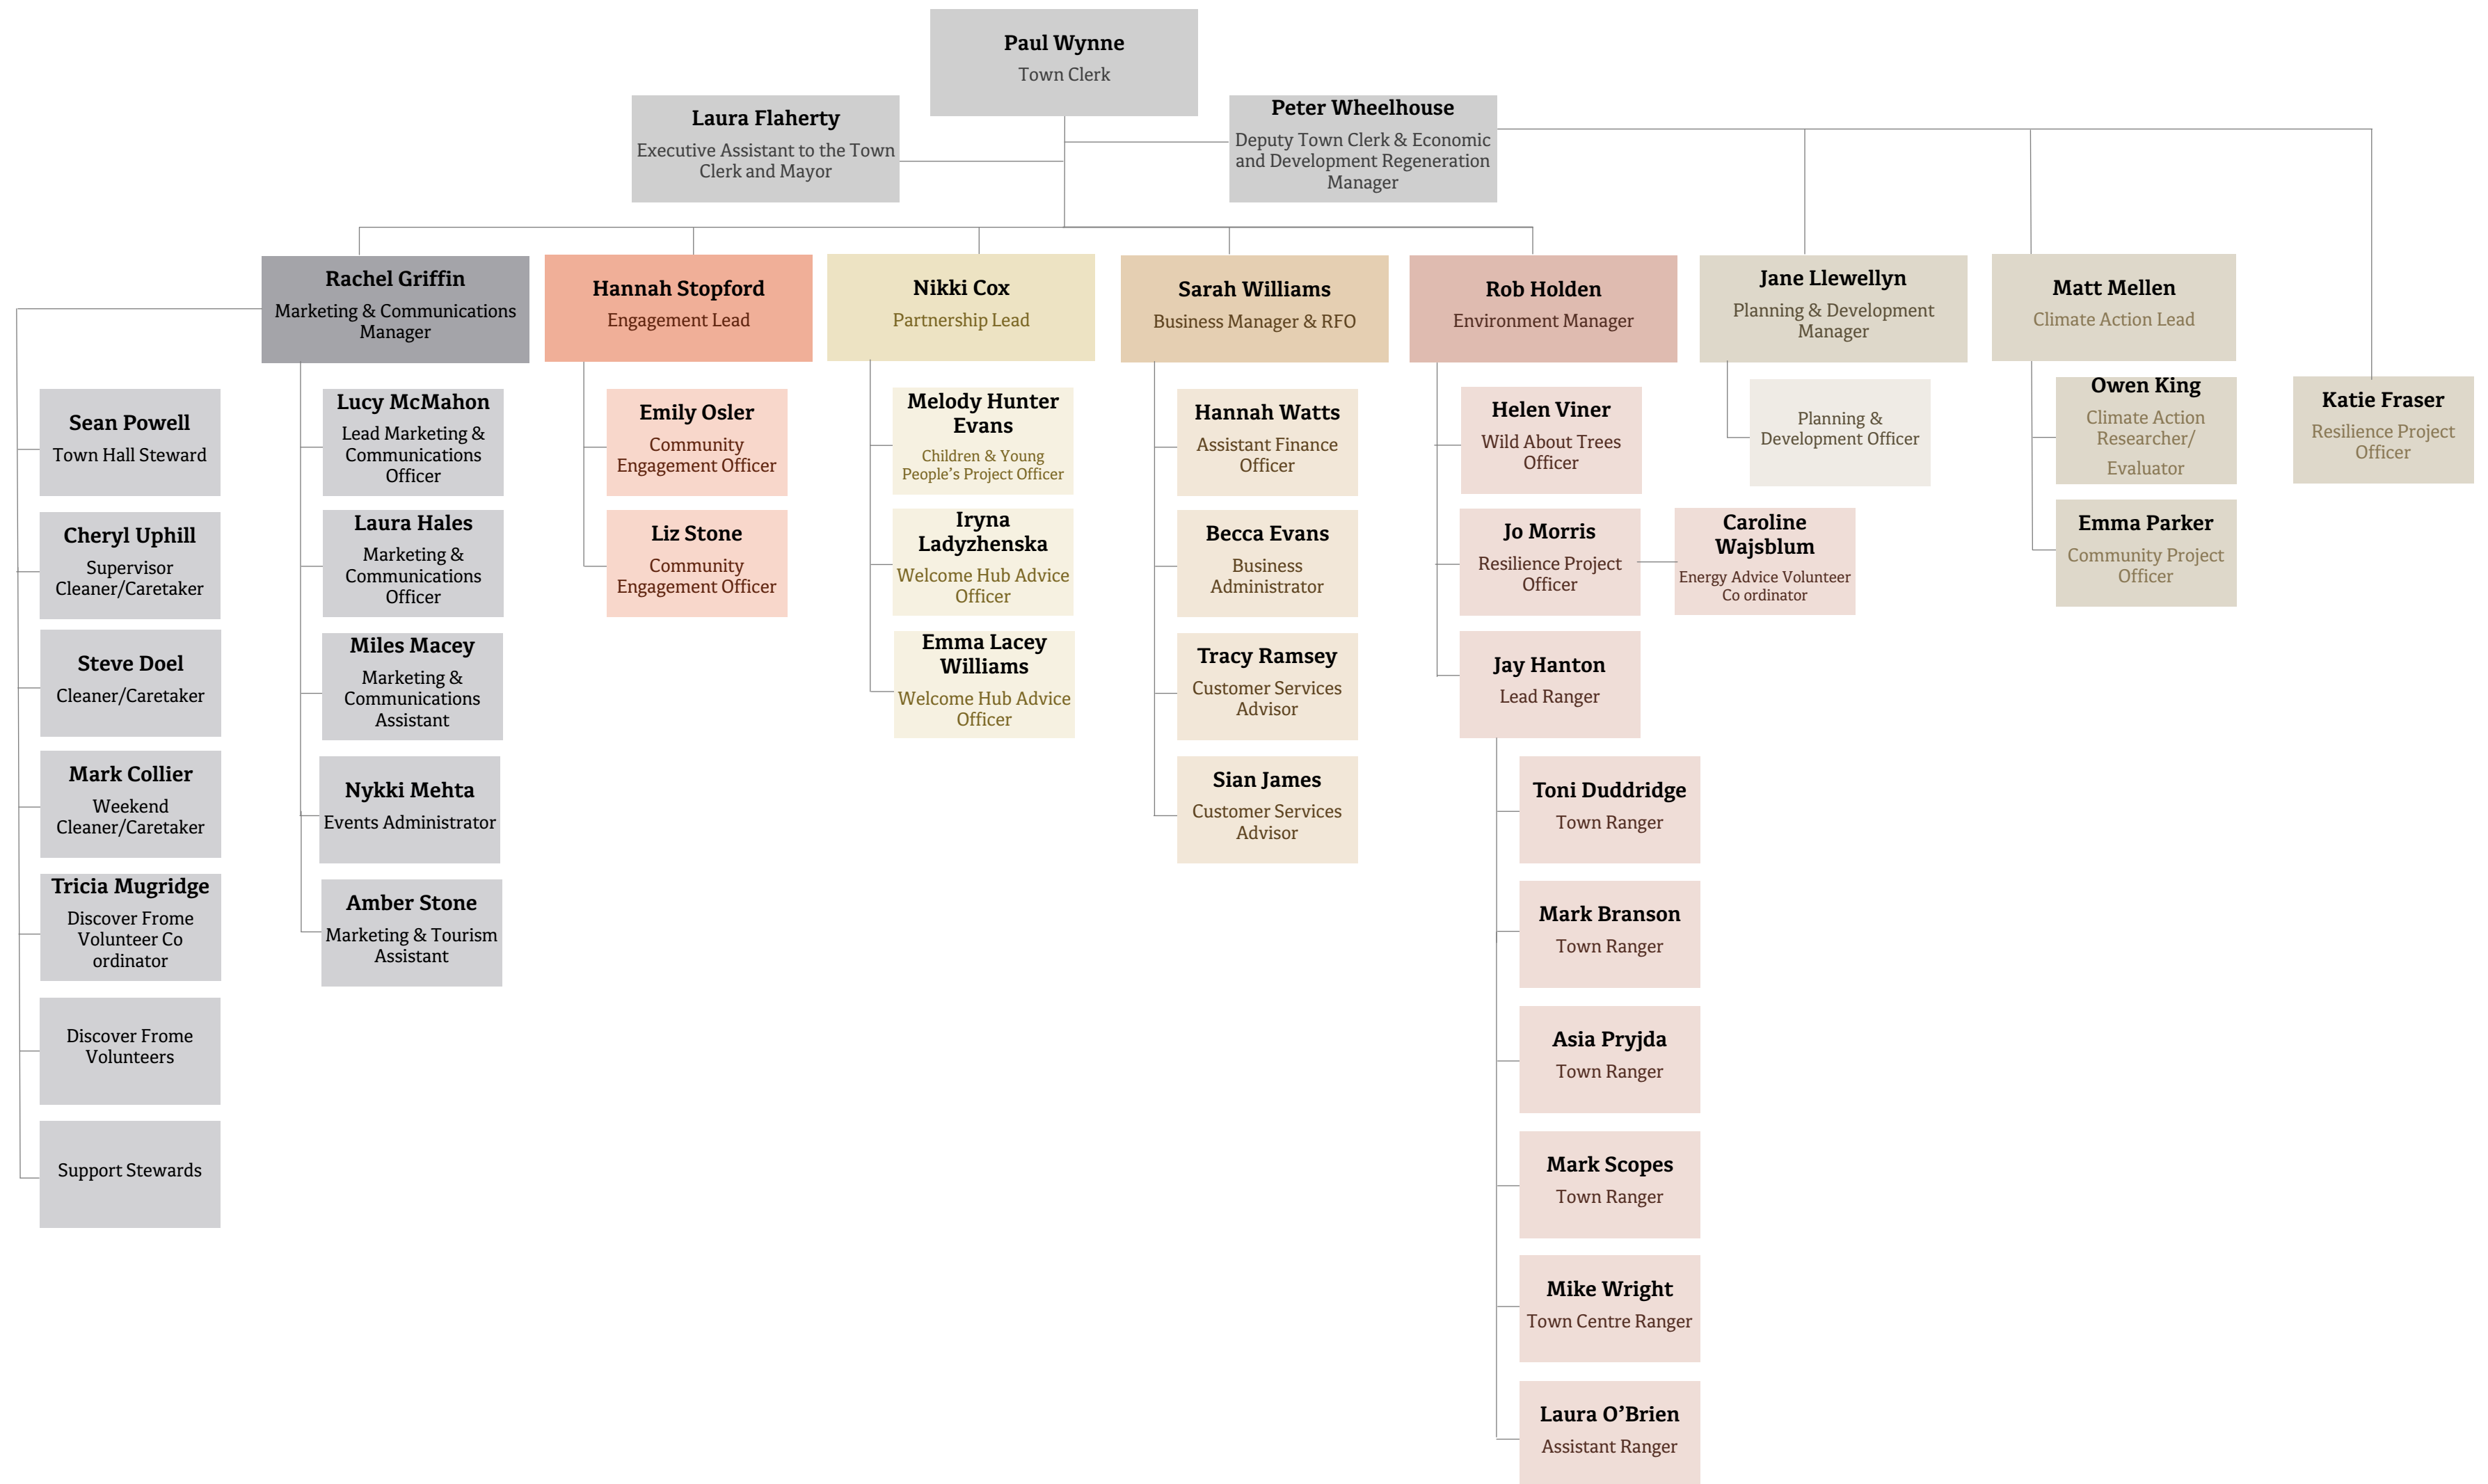 Paul Wynne
Town Clerk
Laura Flaherty
Executive Assistant to the Town
Clerk and Mayor
Peter Wheelhouse
Deputy Town Clerk & Economic
and Development Regeneration
Manager
Rachel Griffin
Marketing & Communications
Manager
Hannah Stopford
Engagement Lead
Nikki Cox
Partnership Lead
Sarah Williams
Business Manager & RFO
Rob Holden
Environment Manager
Jane Llewellyn
Planning & Development
Manager
Matt Mellen
Climate Action Lead
Katie Fraser
Resilience Project
Officer
Sean Powell
Town Hall Steward
Cheryl Uphill
Supervisor
Cleaner/Caretaker
Steve Doel
Cleaner/Caretaker
Mark Collier
Weekend
Cleaner/Caretaker
Tricia Mugridge
Discover Frome
Volunteer Co
ordinator
Discover Frome
Volunteers
Support Stewards
Lucy McMahon
Lead Marketing &
Communications
Officer
Laura Hales
Marketing &
Communications
Officer
Miles Macey
Marketing &
Communications
Assistant
Nykki Mehta
Events Administrator
Amber Stone
Marketing & Tourism
Assistant
Emily Osler
Community
Engagement Officer
Liz Stone
Community
Engagement Officer
Melody Hunter
Evans
Children & Young
People’s Project Officer
Iryna
Ladyzhenska
Welcome Hub Advice
Officer
Emma Lacey
Williams
Welcome Hub Advice
Officer
Hannah Watts
Assistant Finance
Officer
Becca Evans
Business
Administrator
Tracy Ramsey
Customer Services
Advisor
Sian James
Customer Services
Advisor
Helen Viner
Wild About Trees
Officer
Jo Morris
Resilience Project
Officer
Caroline
Wajsblum
Energy Advice Volunteer
Co ordinator
Jay Hanton
Lead Ranger
Toni Duddridge
Town Ranger
Mark Branson
Town Ranger
Asia Pryjda
Town Ranger
Mark Scopes
Town Ranger
Mike Wright
Town Centre Ranger
Laura O’Brien
Assistant Ranger
Planning &
Development Officer
Owen King
Climate Action
Researcher/
Evaluator
Emma Parker
Community Project
Officer